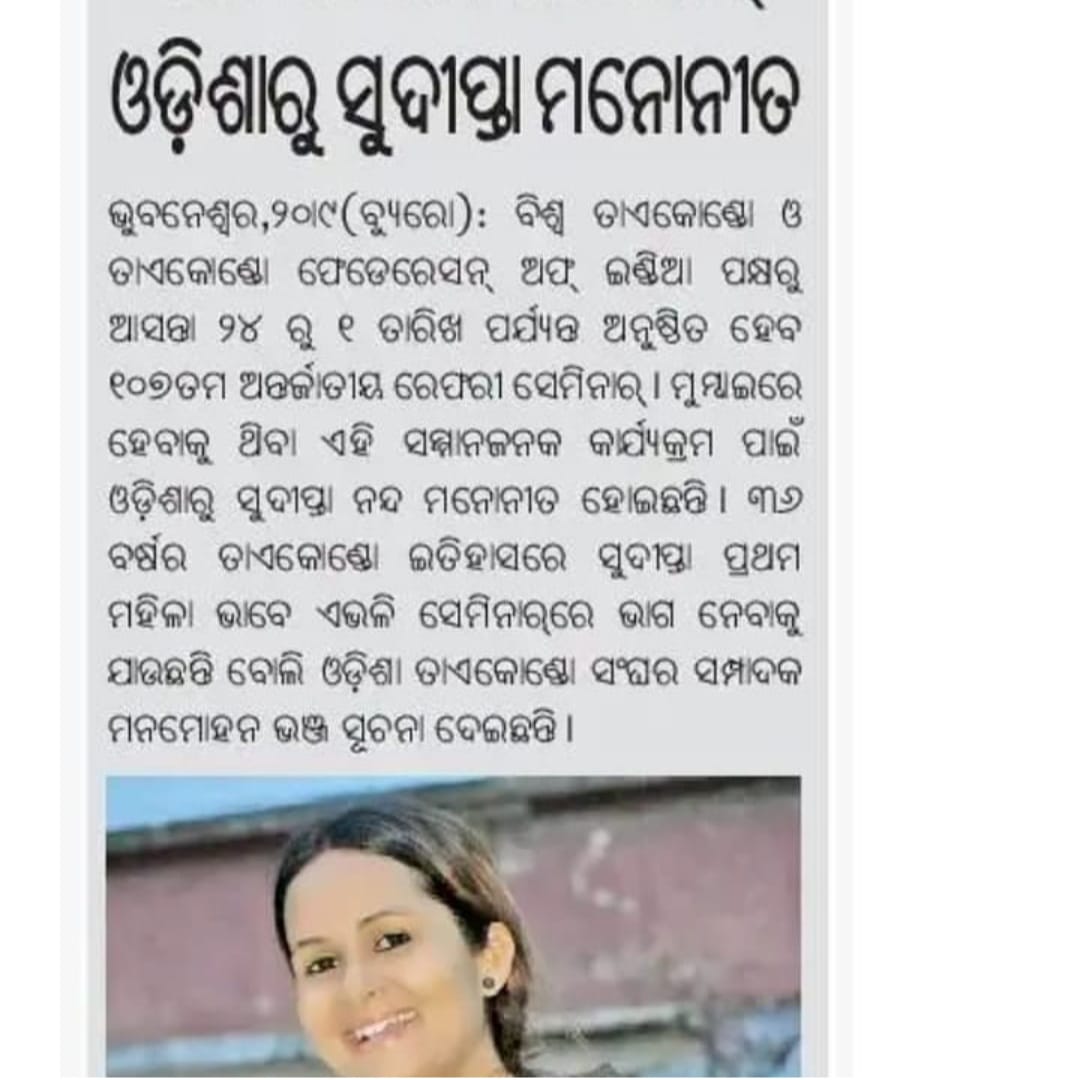 ଓଡ଼ିଶାରୁ ସୁଦୀପ୍ତା ମନୋନୀତ
ଭୁବନେଶ୍ୱର,୨୦।୯(ବ୍ୟୁରୋ): ବିଶ୍ୱ ତାଏକୋଣ୍ଡୋ ଓ
ତାଏକୋଣ୍ଡୋ ଫେଡେରେସନ୍ ଅଫ୍ ଇଣ୍ଡିଆ ପକ୍ଷରୁ
ଆସନ୍ତା ୨୪ ରୁ ୧ ତାରିଖ ପର୍ଯ୍ୟନ୍ତ ଅନୁଷ୍ଠିତ ହେବ
୧୦୭ତମ ଅନ୍ତର୍ଜାତୀୟ ରେଫରୀ ସେମିନାର୍ । ମୁମ୍ବାଇରେ
ହେବାକୁ ଥିବା ଏହି ସମ୍ମାନଜନକ କାର୍ଯ୍ୟକ୍ରମ ପାଇଁ
ଓଡ଼ିଶାରୁ ସୁଦୀପ୍ତା ନନ୍ଦ ମନୋନୀତ ହୋଇଛନ୍ତି । ୩୬
ବର୍ଷର ତାଏକୋଣ୍ଡୋ ଇତିହାସରେ ସୁଦୀପ୍ତା ପ୍ରଥମ
ମହିଳା ଭାବେ ଏଭଳି ସେମିନାର୍‌ରେ ଭାଗ ନେବାକୁ
ଯାଉଛନ୍ତି ବୋଲି ଓଡ଼ିଶା ତାଏକୋଣ୍ଡୋ ସଂଘର ସମ୍ପାଦକ
ମନମୋହନ ଭଞ୍ଜ ସୂଚନା ଦେଇଛନ୍ତି ।